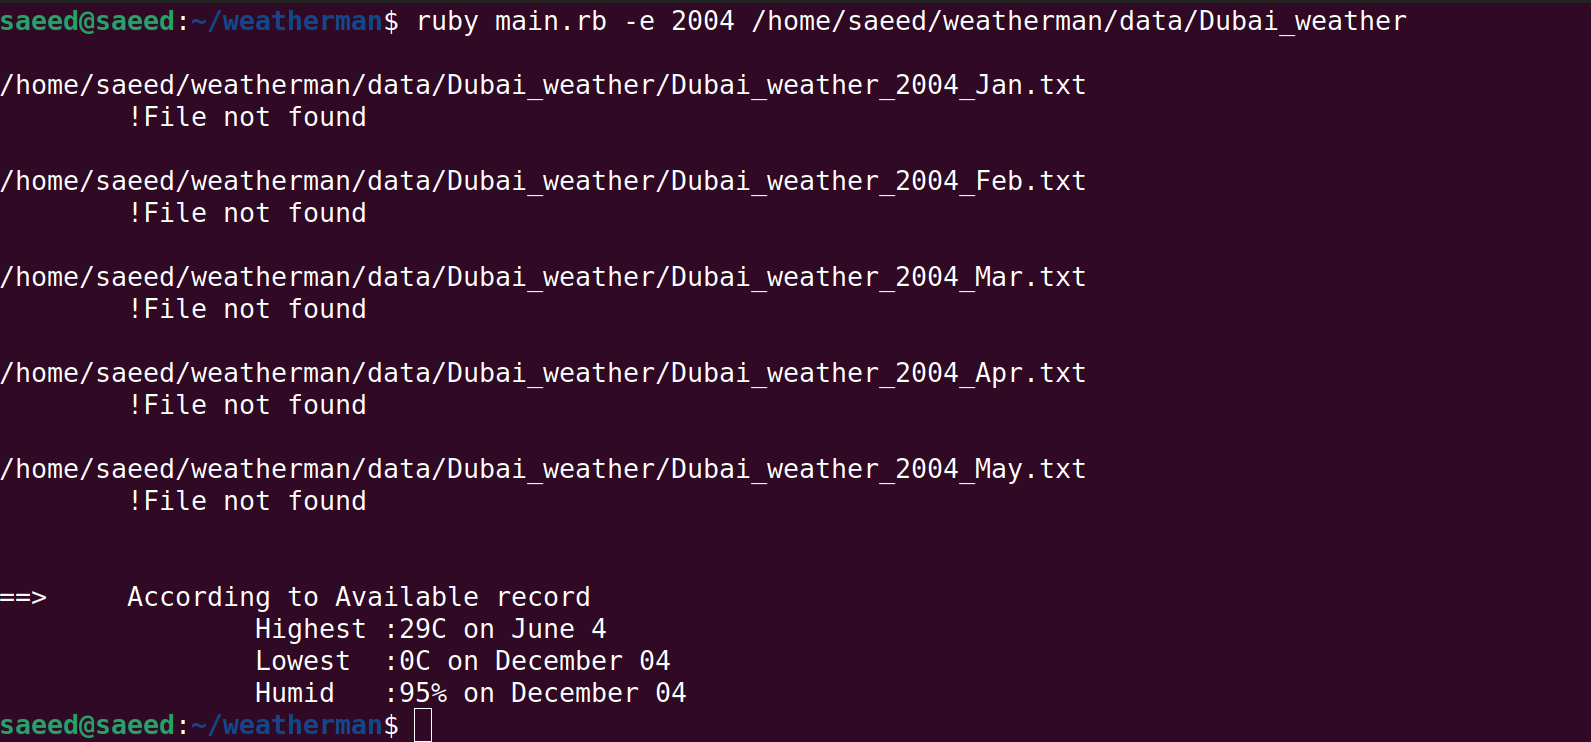 saeed@saeed:~/weatherman$ ruby main.rb -e 2004 /home/saeed/weatherman/data/Dubai_weather
/home/saeed/weatherman/data/Dubai_weather/Dubai_weather_2004_Jan.txt
!File not found
/home/saeed/weatherman/data/Dubai_weather/Dubai_weather_2004_Feb.txt
!File not found
/home/saeed/weatherman/data/Dubai_weather/Dubai_weather_2004_Mar.txt
!File not found
/home/saeed/weatherman/data/Dubai_weather/Dubai_weather_2004_Apr.txt
!File not found
/home/saeed/weatherman/data/Dubai_weather/Dubai_weather_2004_May.txt
!File not found
==> According to Available record
Highest :29C on June 4
Lowest :0C on December 04
Humid :95% on December 04
saeed@saeed:~/weatherman$